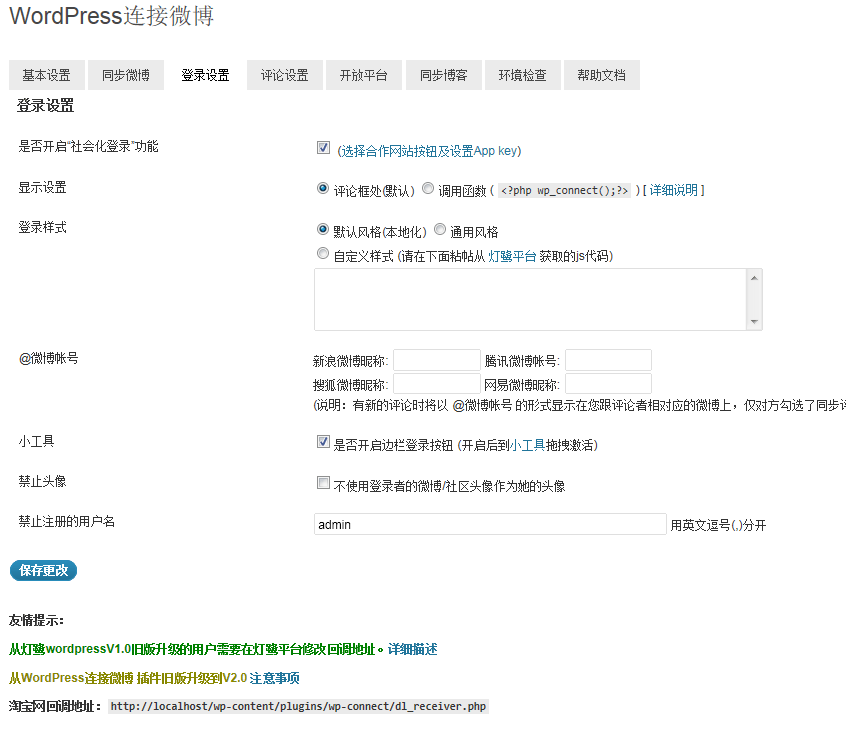 WordPress连接微博
基本设置 同步微博 登录设置 评论设置 开放平台 同步博客 环境检查 帮助文档
登录设置
是否开启“社会化登录”功能 (选择合作网站按钮及设置App key)
显示设置 评论框处(默认) 调用函数 ( <?php wp_connect();?> ) [ 详细说明 ]
登录样式 默认风格(本地化) 通用风格
自定义样式 (请在下面粘帖从 灯鹭平台 获取的js代码)
@微博帐号 新浪微博昵称: 腾讯微博帐号:
搜狐微博昵称: 网易微博昵称:
(说明：有新的评论时将以 @微博帐号 的形式显示在您跟评论者相对应的微博上，仅对方勾选了同步评
小工具 是否开启边栏登录按钮 (开启后到小工具拖拽激活)
禁止头像 不使用登录者的微博/社区头像作为她的头像
禁止注册的用户名 admin 用英文逗号(,)分开
保存更改
友情提示：
从灯鹭wordpressV1.0旧版升级的用户需要在灯鹭平台修改回调地址。详细描述
从WordPress连接微博 插件旧版升级到V2.0 注意事项
淘宝网回调地址： http://localhost/wp-content/plugins/wp-connect/dl_receiver.php